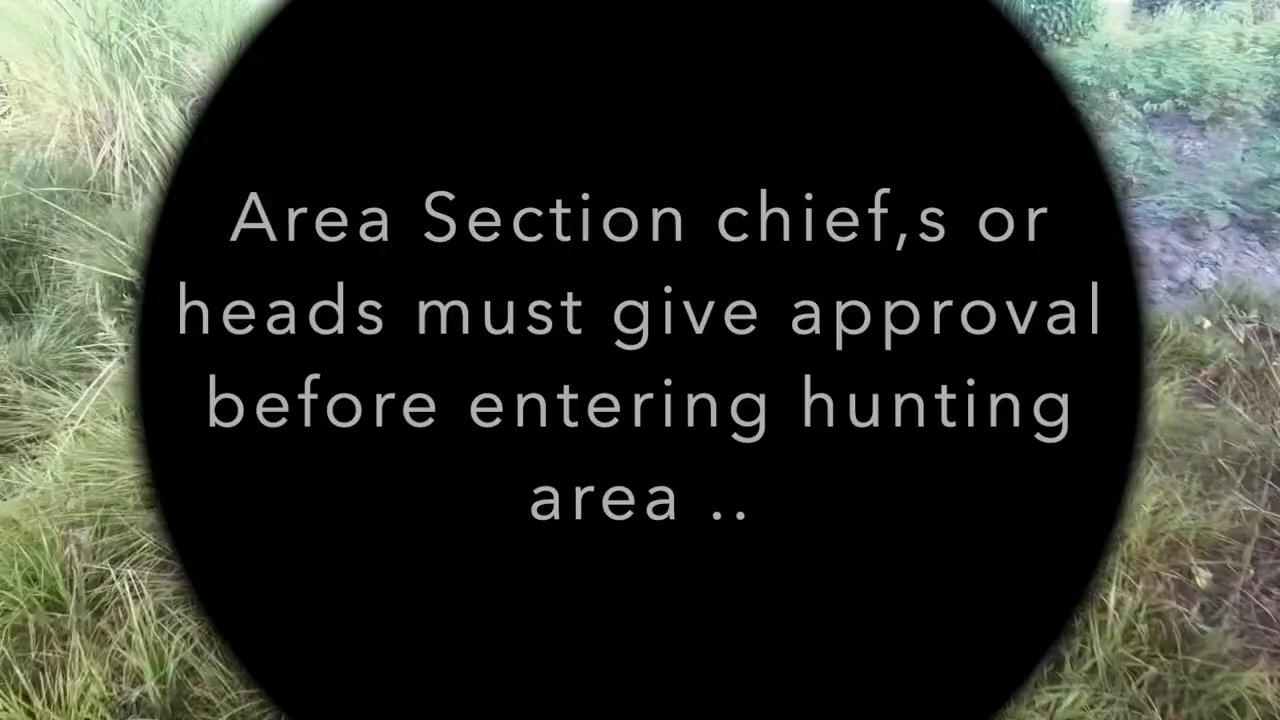 Area Section chief,s or
heads must give approval
before entering hunting
area ..